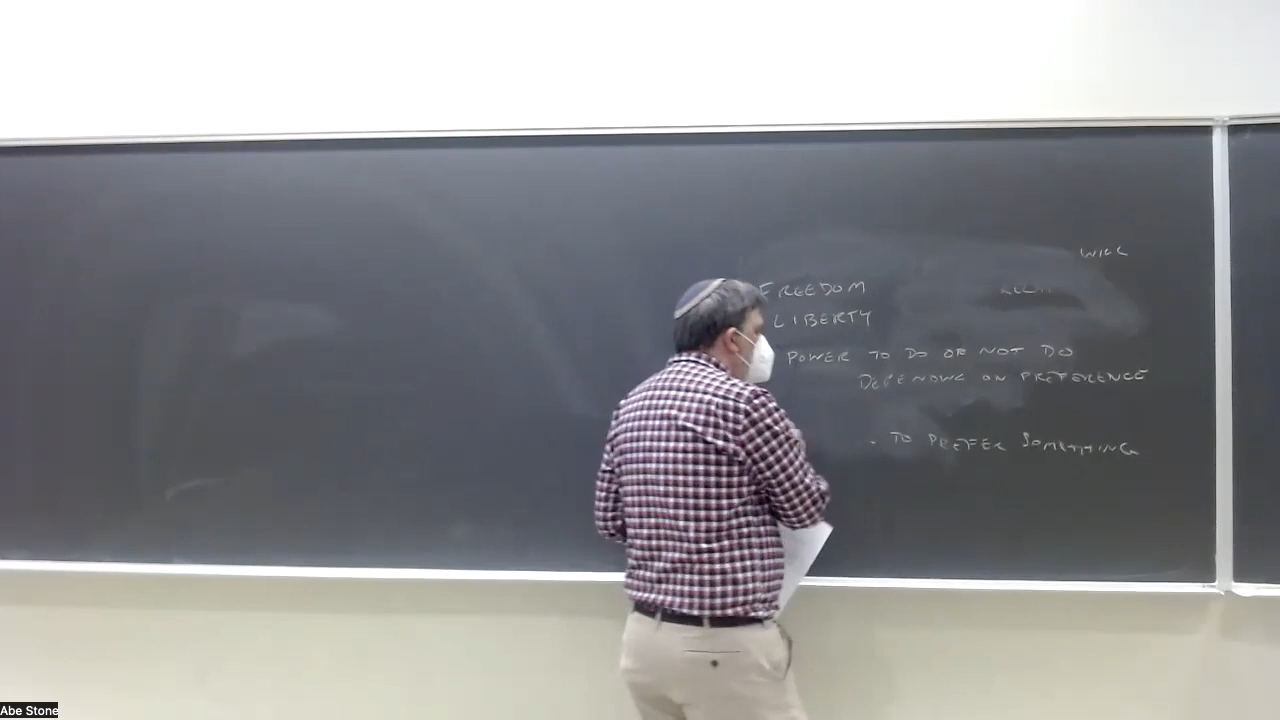 WILL
FREEDOM
LIBERTY
POWER TO DO OR NOT DO
DEPENDING ON PREFERENCE
. TO PREFER SOMETHING
Abe Stone